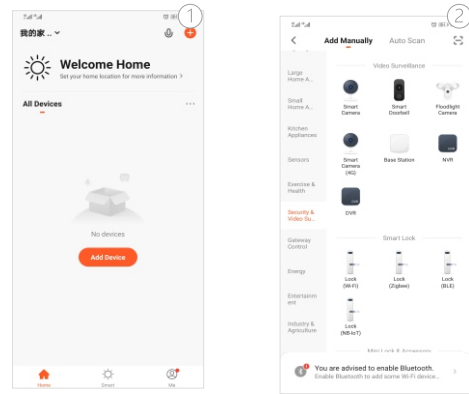 ①
我的家 ..
Welcome Home
Set your home location for more information >
All Devices
No devices
Add Device
Home
Smart
Me
②
Add Manually
Auto Scan
Large
Home A...
Small
Home A...
Kitchen
Appliances
Sensors
Exercise &
Health
Security &
Video Su...
Gateway
Control
Energy
Entertainm
ent
Industry &
Agriculture
Video Surveillance
Smart
Camera
Smart
Doorbell
Floodlight
Camera
Smart
Camera
(4G)
Base Station
NVR
DVR
Smart Lock
Lock
(Wi-Fi)
Lock
(Zigbee)
Lock
(BLE)
Lock
(NB-IoT)
Mini Lock & Accessory
You are advised to enable Bluetooth.
Enable Bluetooth to add some Wi-Fi device...